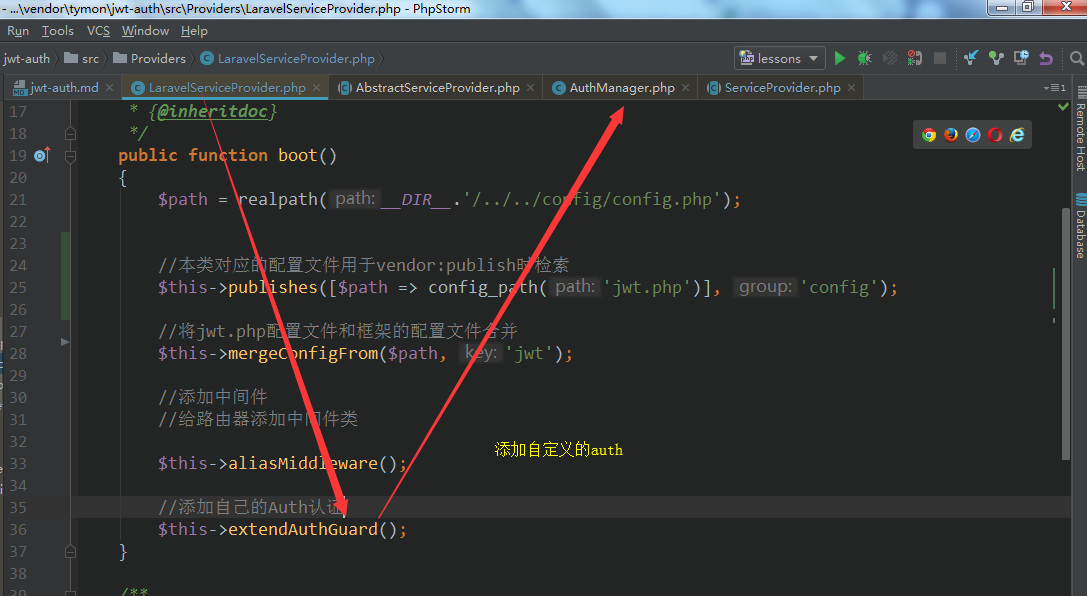 - ...\vendor\tymon\jwt-auth\src\Providers\LaravelServiceProvider.php - PhpStorm
Run Tools VCS Window Help
jwt-auth src Providers LaravelServiceProvider.php lessons
jwt-auth.md LaravelServiceProvider.php AbstractServiceProvider.php AuthManager.php ServiceProvider.php 1
17 * {@inheritdoc}
18 */
19 public function boot()
20 {
21 $path = realpath( path: __DIR__.'/../../config/config.php');
22
23
24 //本类对应的配置文件用于vendor:publish时检索
25 $this->publishes([$path => config_path( path: 'jwt.php')], group: 'config');
26
27 //将jwt.php配置文件和框架的配置文件合并
28 $this->mergeConfigFrom($path, key: 'jwt');
29
30 //添加中间件
31 //给路由器添加中间件类
32
添加自定义的auth
33 $this->aliasMiddleware();
34
35 //添加自己的Auth认证
36 $this->extendAuthGuard();
37 }
38
39 /**
Remote Host
Database